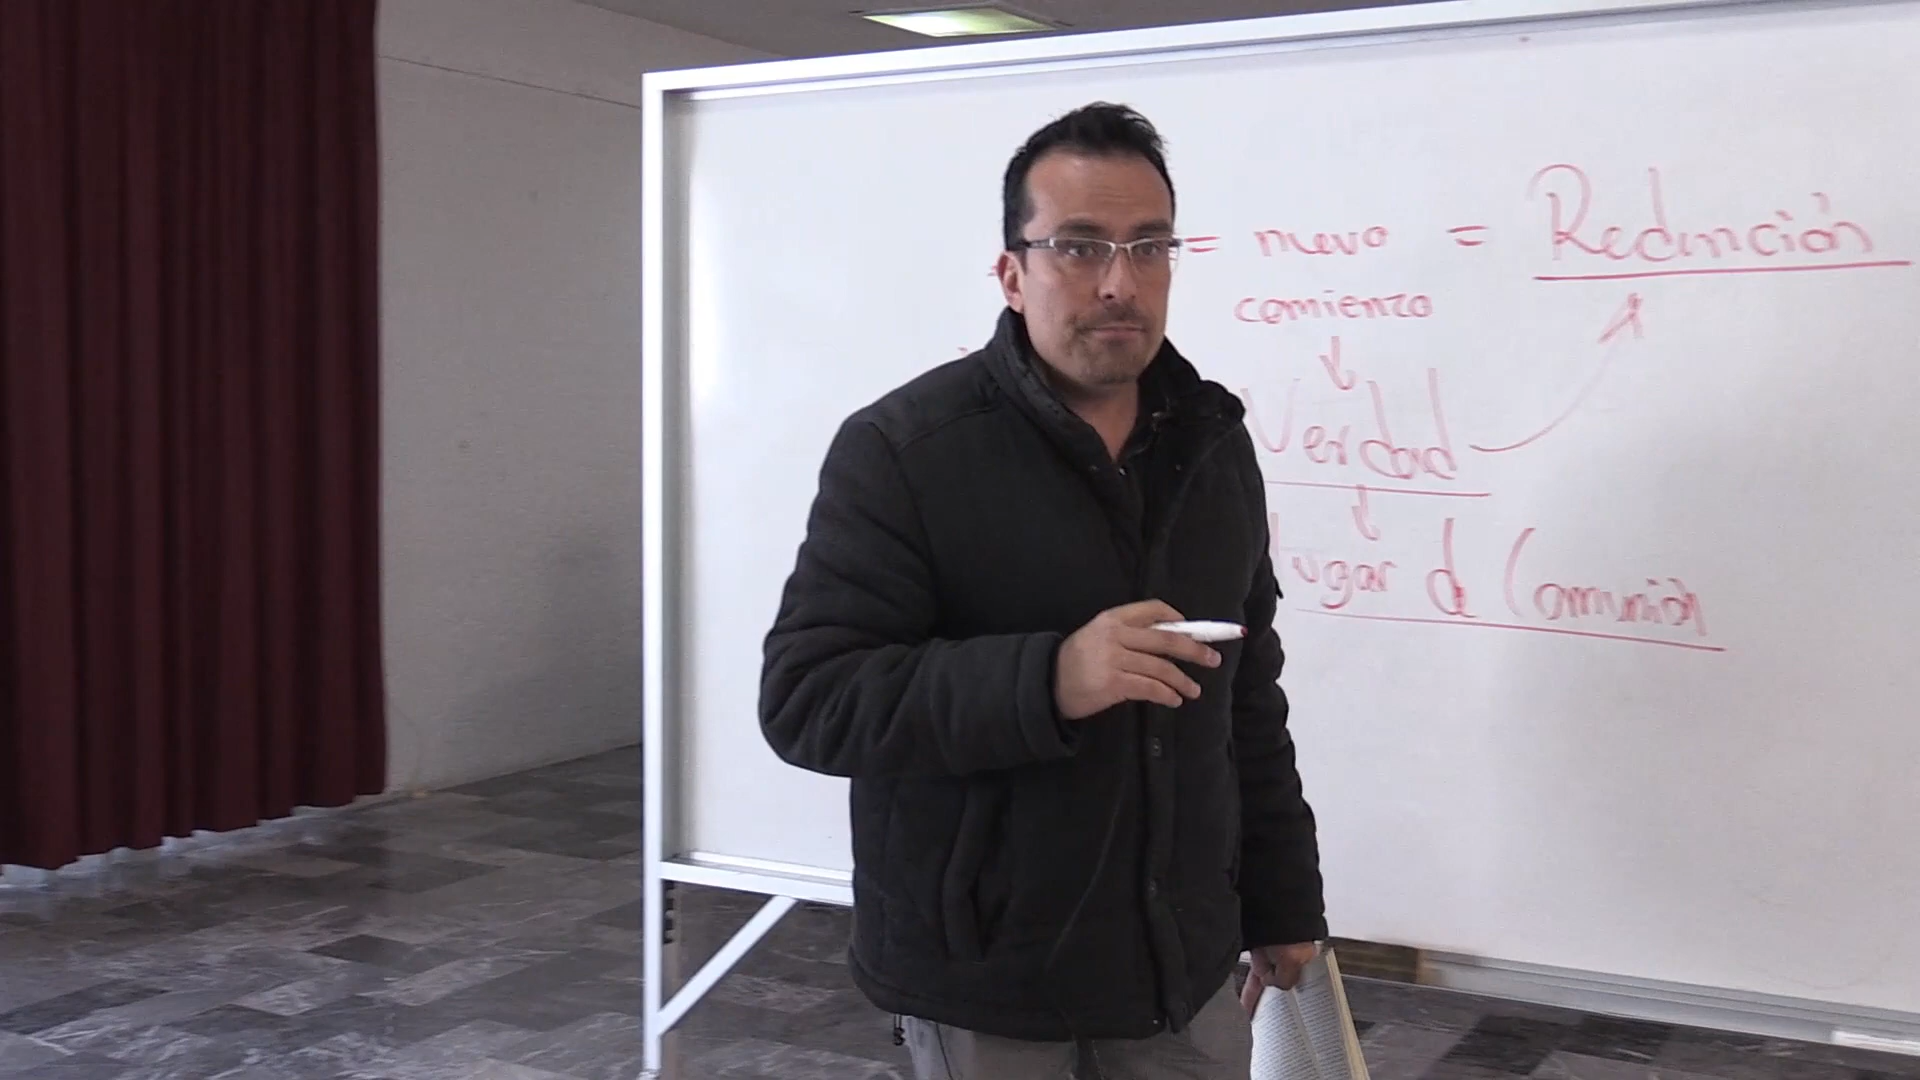 = nuevo = Redención
comienzo
Verdad
lugar de Comunión